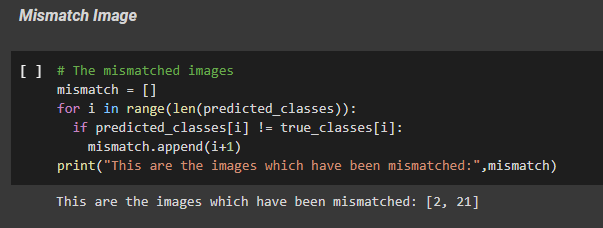 Mismatch Image
[ ] # The mismatched images
mismatch = []
for i in range(len(predicted_classes)):
  if predicted_classes[i] != true_classes[i]:
    mismatch.append(i+1)
print("This are the images which have been mismatched:",mismatch)
This are the images which have been mismatched: [2, 21]